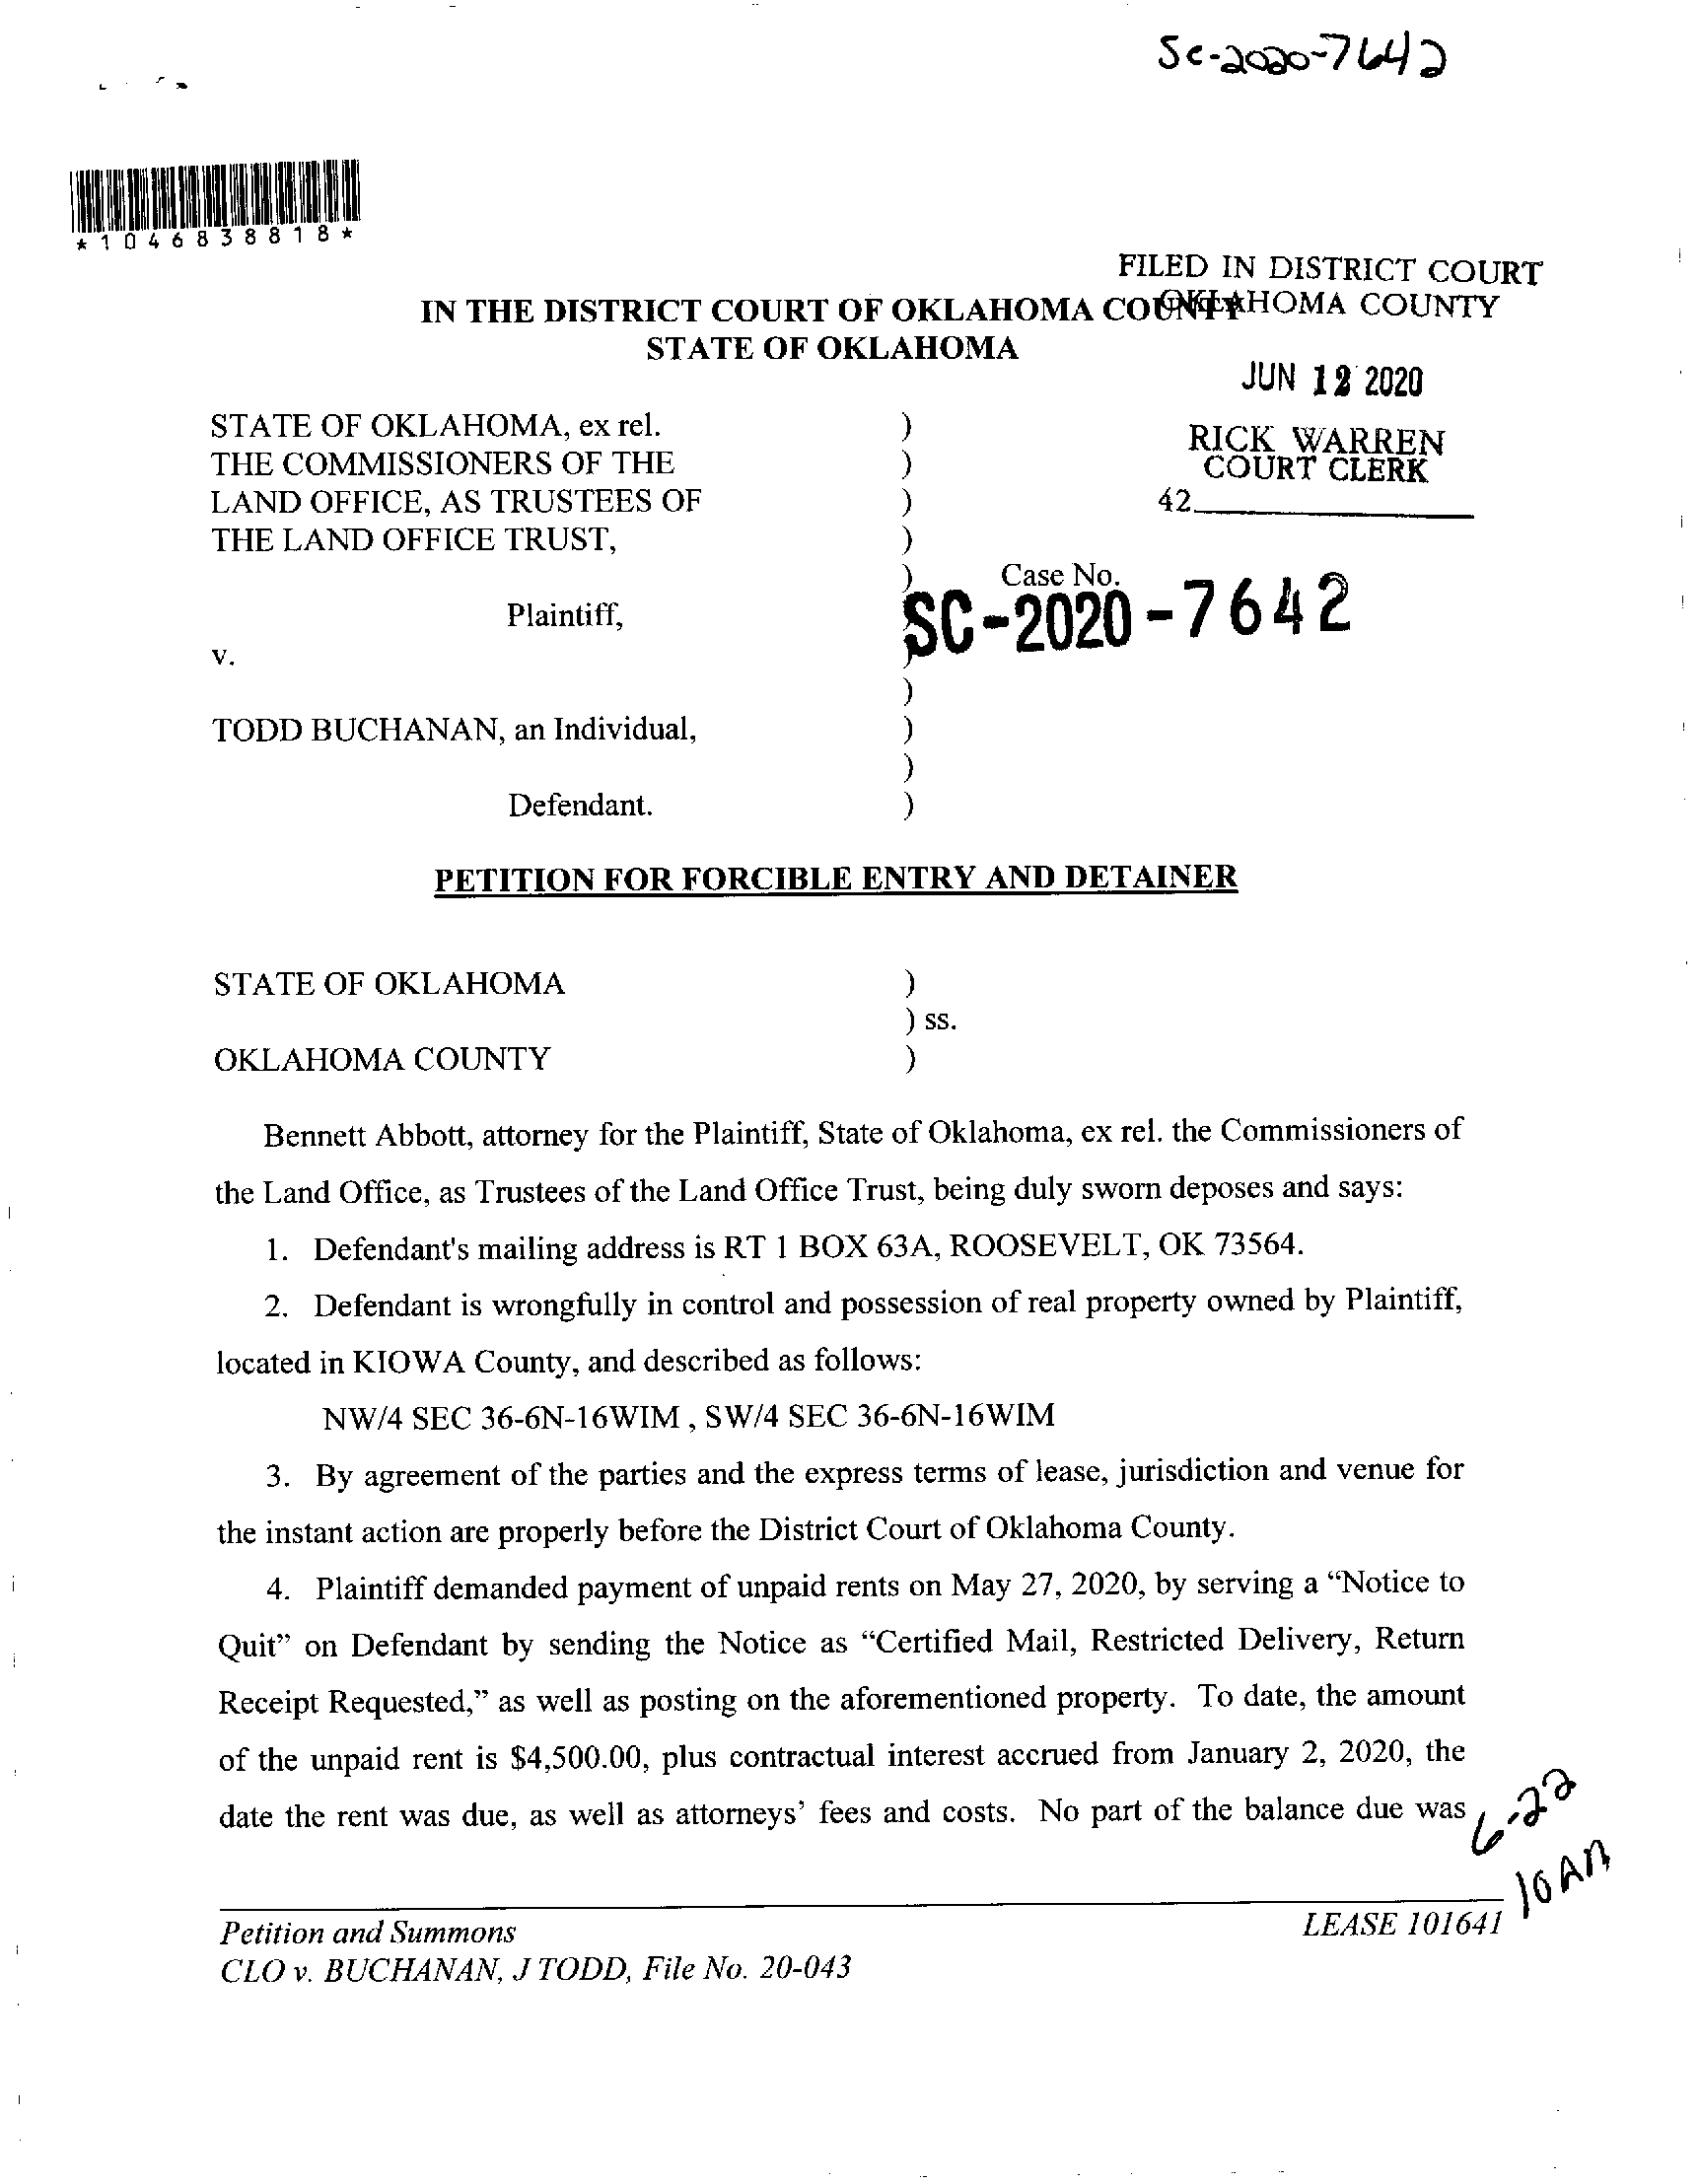 Sc-2020-7642
*1046838818*
FILED IN DISTRICT COURT
OKLAHOMA COUNTY
IN THE DISTRICT COURT OF OKLAHOMA COUNTY
STATE OF OKLAHOMA
JUN 12 2020
STATE OF OKLAHOMA, ex rel. )
THE COMMISSIONERS OF THE )
LAND OFFICE, AS TRUSTEES OF )
THE LAND OFFICE TRUST, )
RICK WARREN
COURT CLERK
42
) Case No.
Plaintiff,
SC-2020-7642
v. )
)
TODD BUCHANAN, an Individual, )
)
Defendant. )
PETITION FOR FORCIBLE ENTRY AND DETAINER
STATE OF OKLAHOMA )
) ss.
OKLAHOMA COUNTY )
Bennett Abbott, attorney for the Plaintiff, State of Oklahoma, ex rel. the Commissioners of
the Land Office, as Trustees of the Land Office Trust, being duly sworn deposes and says:
1. Defendant's mailing address is RT 1 BOX 63A, ROOSEVELT, OK 73564.
2. Defendant is wrongfully in control and possession of real property owned by Plaintiff,
located in KIOWA County, and described as follows:
NW/4 SEC 36-6N-16WIM , SW/4 SEC 36-6N-16WIM
3. By agreement of the parties and the express terms of lease, jurisdiction and venue for
the instant action are properly before the District Court of Oklahoma County.
4. Plaintiff demanded payment of unpaid rents on May 27, 2020, by serving a “Notice to
Quit” on Defendant by sending the Notice as “Certified Mail, Restricted Delivery, Return
Receipt Requested,” as well as posting on the aforementioned property. To date, the amount
of the unpaid rent is $4,500.00, plus contractual interest accrued from January 2, 2020, the
date the rent was due, as well as attorneys’ fees and costs. No part of the balance due was
6-22
10AM
Petition and Summons
LEASE 101641
CLO v. BUCHANAN, J TODD, File No. 20-043